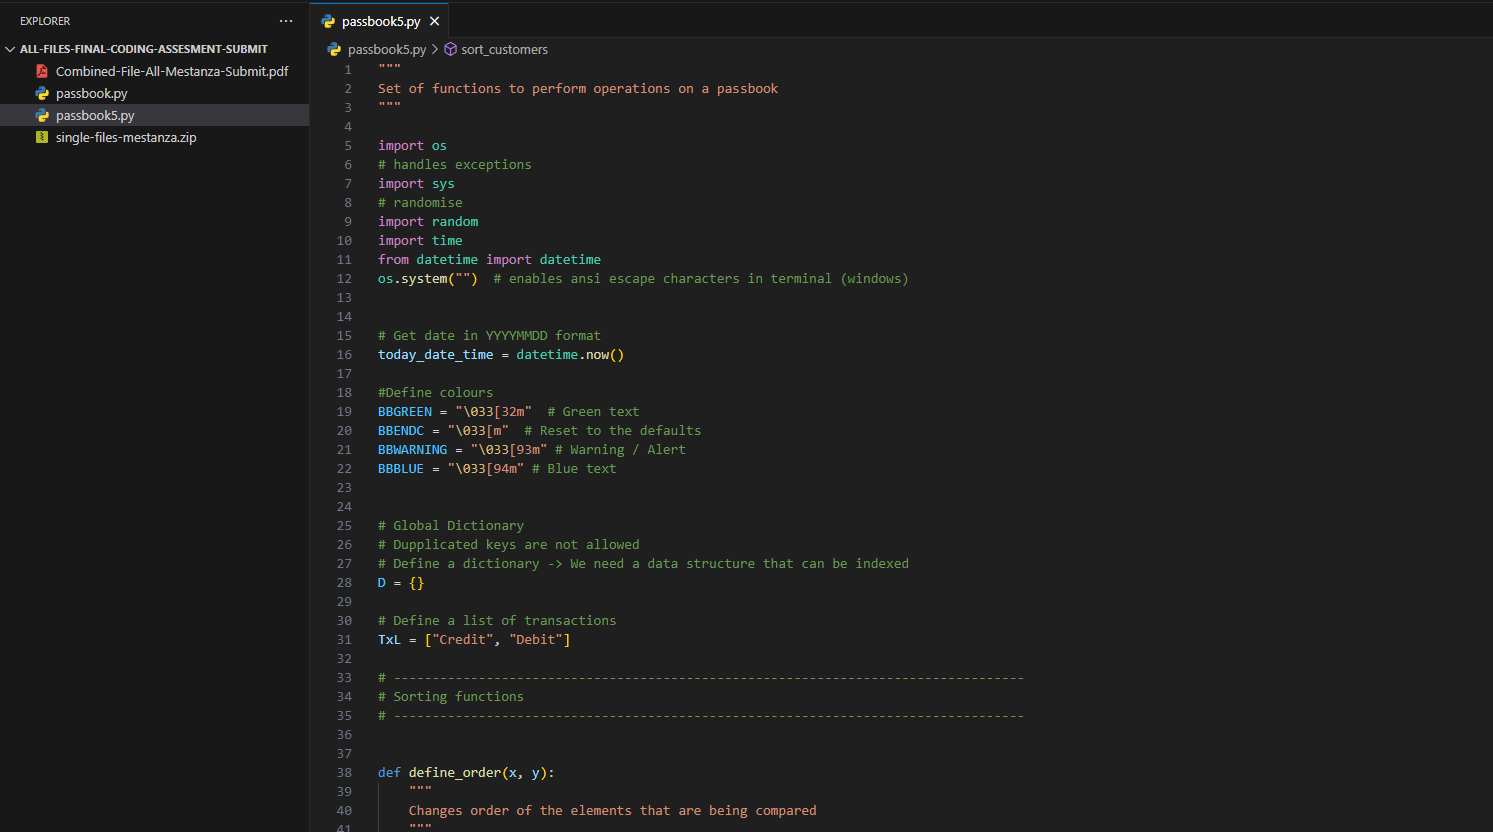 EXPLORER
···
ALL-FILES-FINAL-CODING-ASSESMENT-SUBMIT
Combined-File-All-Mestanza-Submit.pdf
passbook.py
passbook5.py
single-files-mestanza.zip
passbook5.py
passbook5.py > sort_customers
1 """
2 Set of functions to perform operations on a passbook
3 """
4
5 import os
6 # handles exceptions
7 import sys
8 # randomise
9 import random
10 import time
11 from datetime import datetime
12 os.system("")  # enables ansi escape characters in terminal (windows)
13
14
15 # Get date in YYYYMMDD format
16 today_date_time = datetime.now()
17
18 #Define colours
19 BBGREEN = "\033[32m"  # Green text
20 BBENDC = "\033[m"  # Reset to the defaults
21 BBWARNING = "\033[93m" # Warning / Alert
22 BBBLUE = "\033[94m" # Blue text
23
24
25 # Global Dictionary
26 # Dupplicated keys are not allowed
27 # Define a dictionary -> We need a data structure that can be indexed
28 D = {}
29
30 # Define a list of transactions
31 TxL = ["Credit", "Debit"]
32
33 # ----------------------------------------------------------------------------------
34 # Sorting functions
35 # ----------------------------------------------------------------------------------
36
37
38 def define_order(x, y):
39     """
40     Changes order of the elements that are being compared
41     """